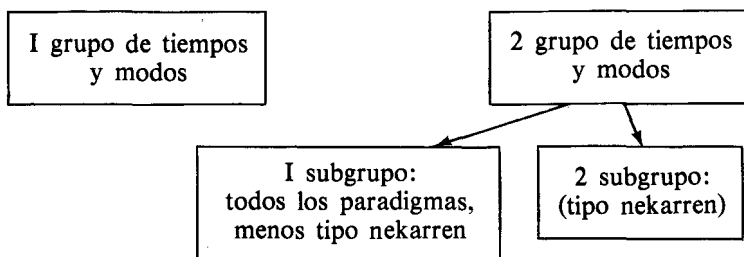 I grupo de tiempos
y modos
2 grupo de tiempos
y modos
I subgrupo:
todos los paradigmas,
menos tipo nekarren
2 subgrupo:
(tipo nekarren)